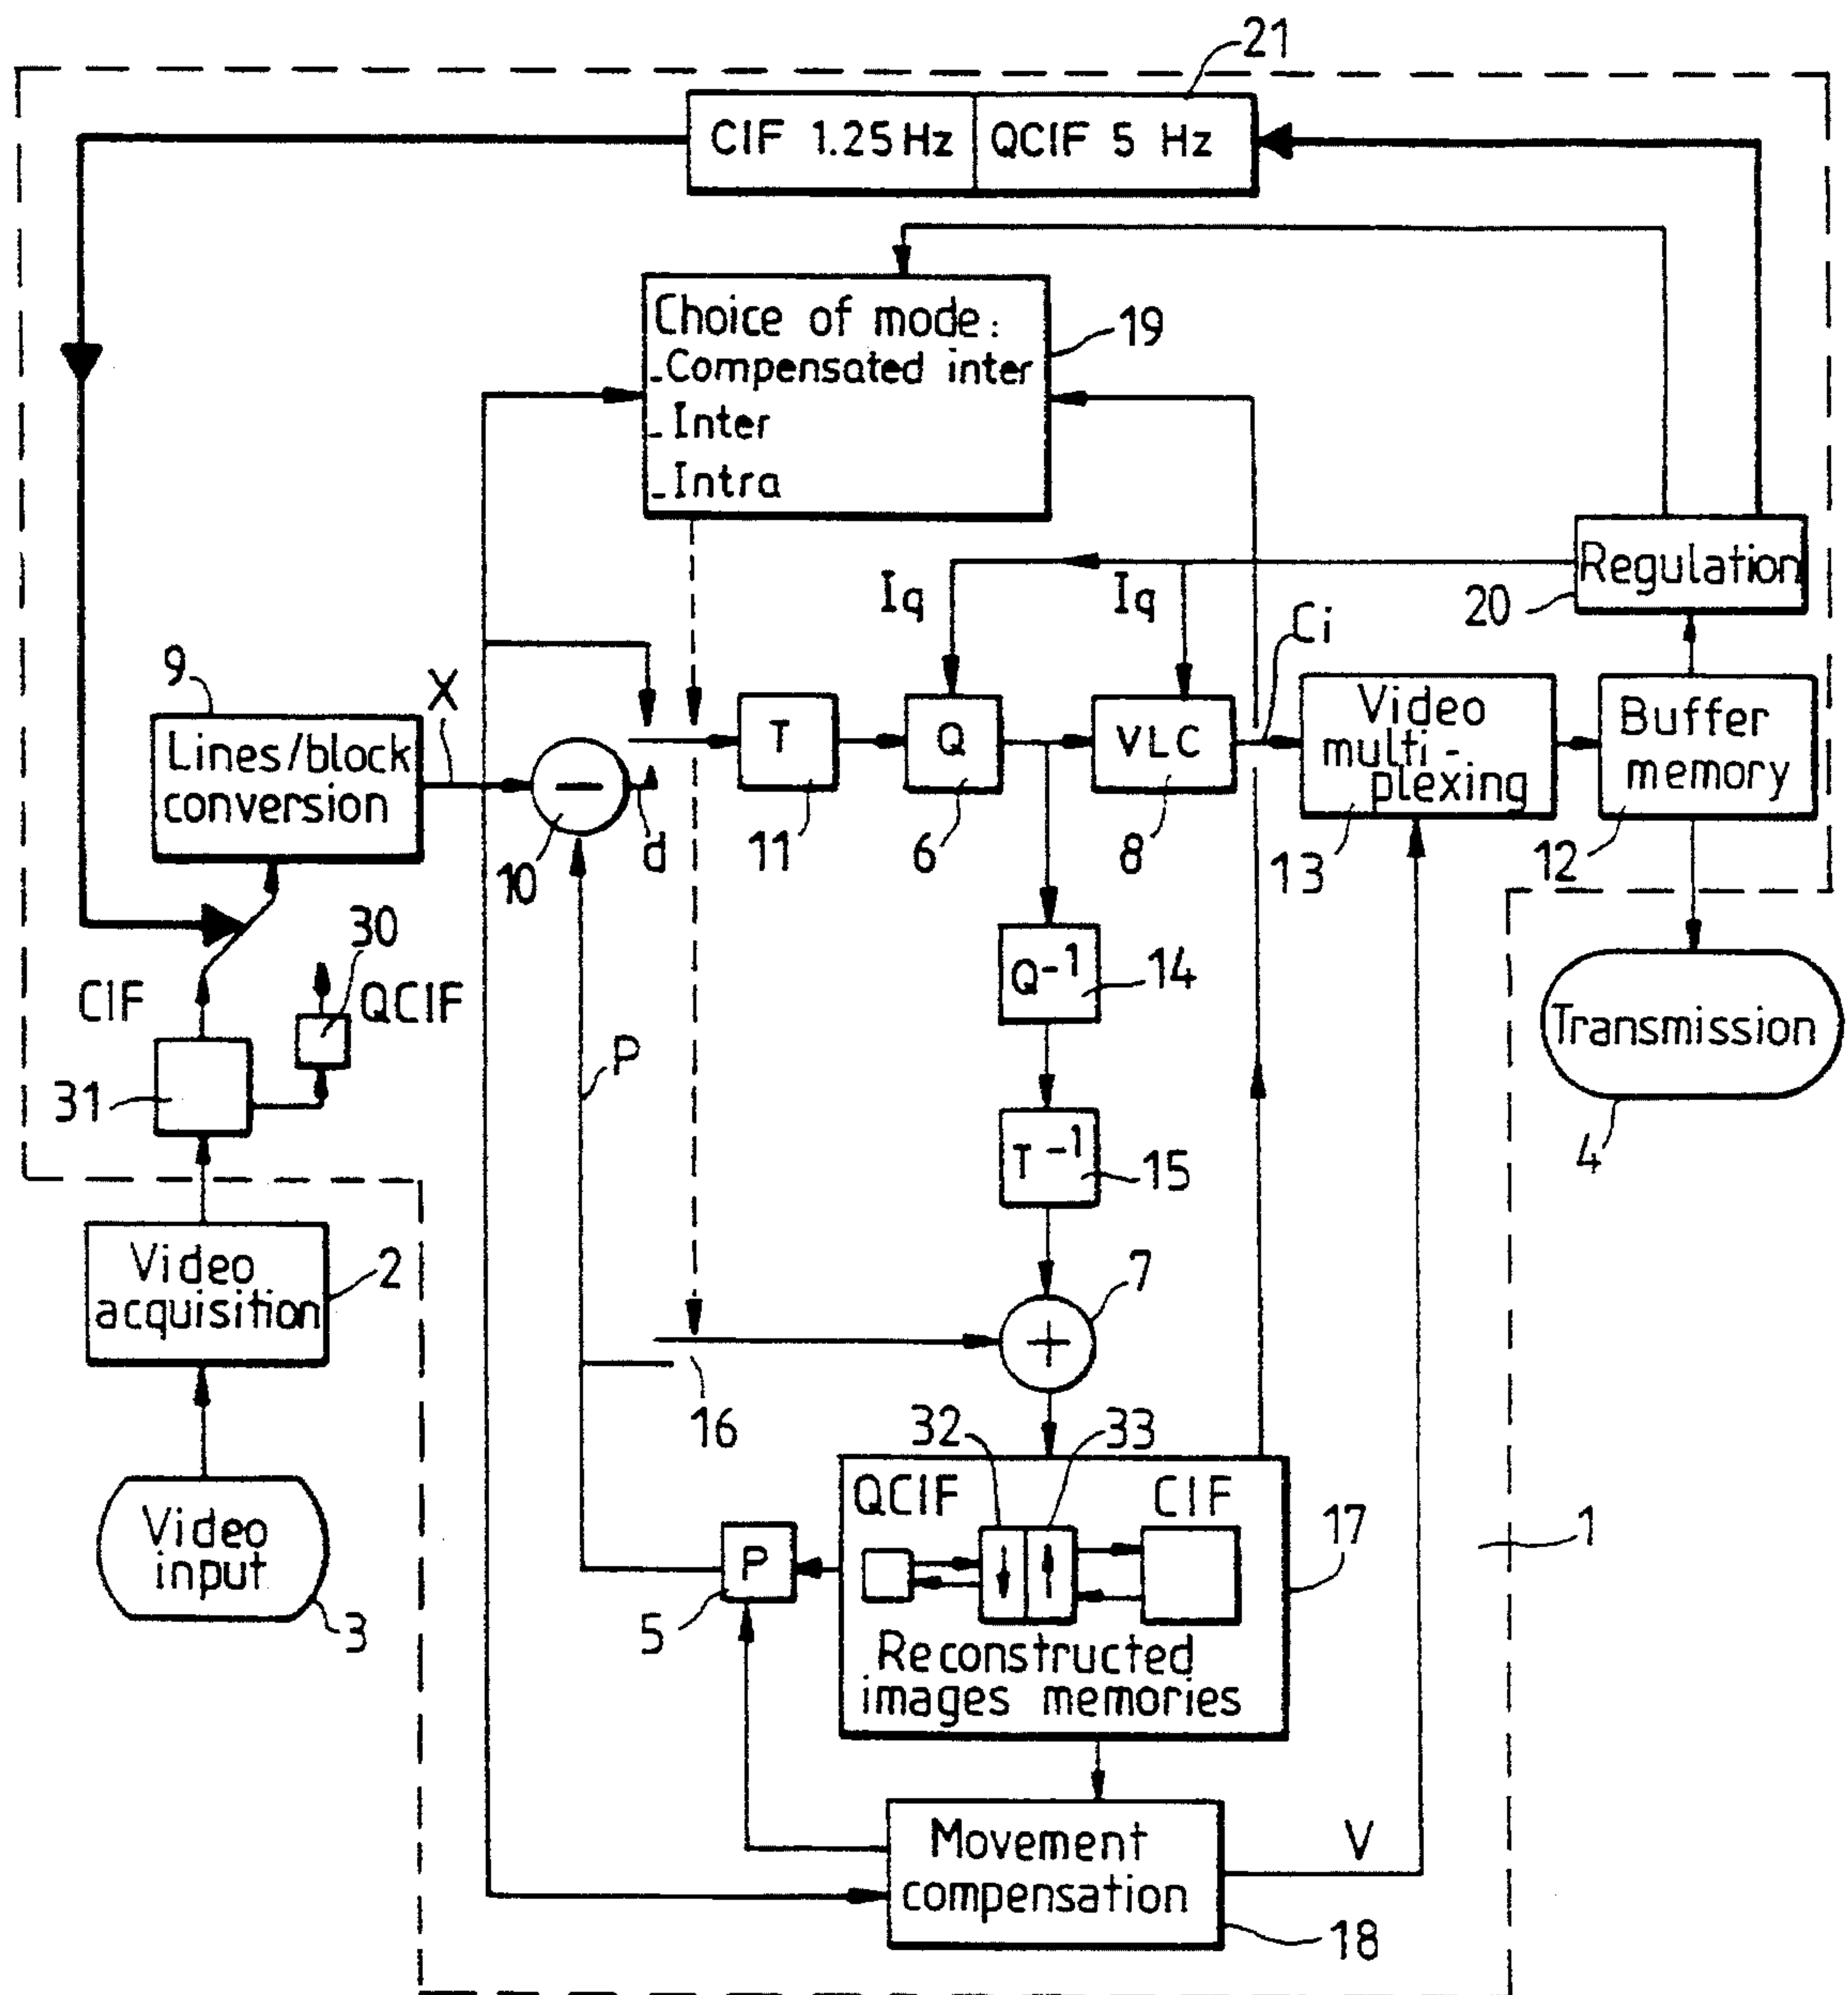 21
CIF 1.25 Hz QCIF 5 Hz
Choice of mode:
-Compensated inter
-Inter
-Intra
19
Iq
Iq
Regulation
20
Ci
9
X
Lines/block
conversion
10
d
T
11
Q
6
VLC
8
Video
multi-
plexing
13
Buffer
memory
12
CIF
30
QCIF
31
P
Q-1
14
T-1
15
Transmission
4
Video
acquisition
2
7
+
16
32
33
Video
input
3
P
5
QCIF
CIF
17
1
Reconstructed
images memories
Movement
compensation
V
18